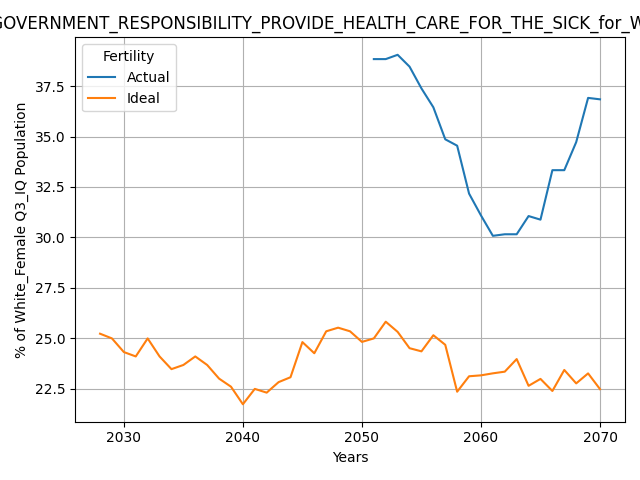 GOVERNMENT_RESPONSIBILITY_PROVIDE_HEALTH_CARE_FOR_THE_SICK_for_W
Fertility
Actual
Ideal
37.5
35.0
32.5
30.0
27.5
25.0
22.5
% of White_Female Q3_IQ Population
2030
2040
2050
2060
2070
Years